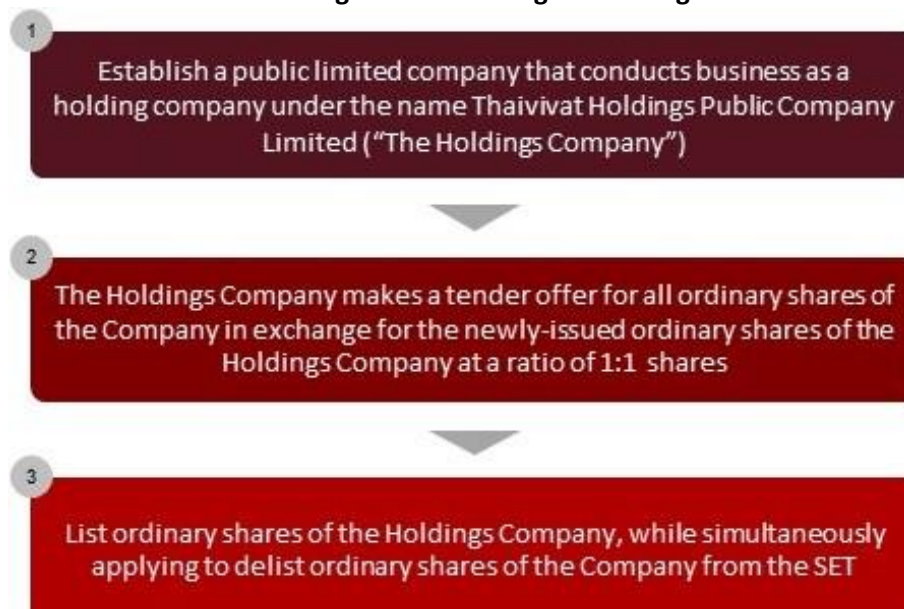 1
Establish a public limited company that conducts business as a
holding company under the name Thaivivat Holdings Public Company
Limited (“The Holdings Company”)
2
The Holdings Company makes a tender offer for all ordinary shares of
the Company in exchange for the newly-issued ordinary shares of the
Holdings Company at a ratio of 1:1 shares
3
List ordinary shares of the Holdings Company, while simultaneously
applying to delist ordinary shares of the Company from the SET